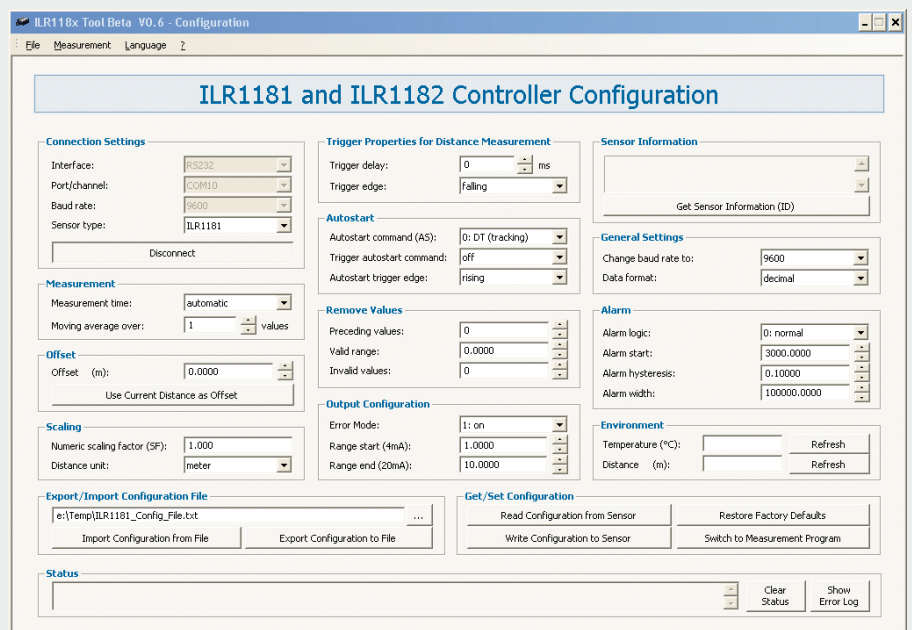 ILR118x Tool Beta V0.6 - Configuration
File Measurement Language ?
ILR1181 and ILR1182 Controller Configuration
Connection Settings
Interface: RS232
Port/channel: COM10
Baud rate: 9600
Sensor type: ILR1181
Disconnect
Measurement
Measurement time: automatic
Moving average over: 1 values
Offset
Offset (m): 0.0000
Use Current Distance as Offset
Scaling
Numeric scaling factor (SF): 1.000
Distance unit: meter
Trigger Properties for Distance Measurement
Trigger delay: 0 ms
Trigger edge: falling
Autostart
Autostart command (AS): 0: DT (tracking)
Trigger autostart command: off
Autostart trigger edge: rising
Remove Values
Preceding values: 0
Valid range: 0.0000
Invalid values: 0
Output Configuration
Error Mode: 1: on
Range start (4mA): 1.0000
Range end (20mA): 10.0000
Sensor Information
Get Sensor Information (ID)
General Settings
Change baud rate to: 9600
Data format: decimal
Alarm
Alarm logic: 0: normal
Alarm start: 3000.0000
Alarm hysteresis: 0.10000
Alarm width: 100000.0000
Environment
Temperature (°C): Refresh
Distance (m): Refresh
Export/Import Configuration File
e:\Temp\ILR1181_Config_File.txt ...
Import Configuration from File Export Configuration to File
Get/Set Configuration
Read Configuration from Sensor Restore Factory Defaults
Write Configuration to Sensor Switch to Measurement Program
Status
Clear Status
Show Error Log